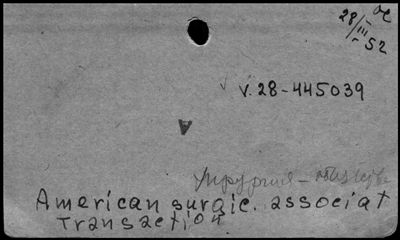 28/III-52
v. 28-445039
American surgic. associat
Transaction